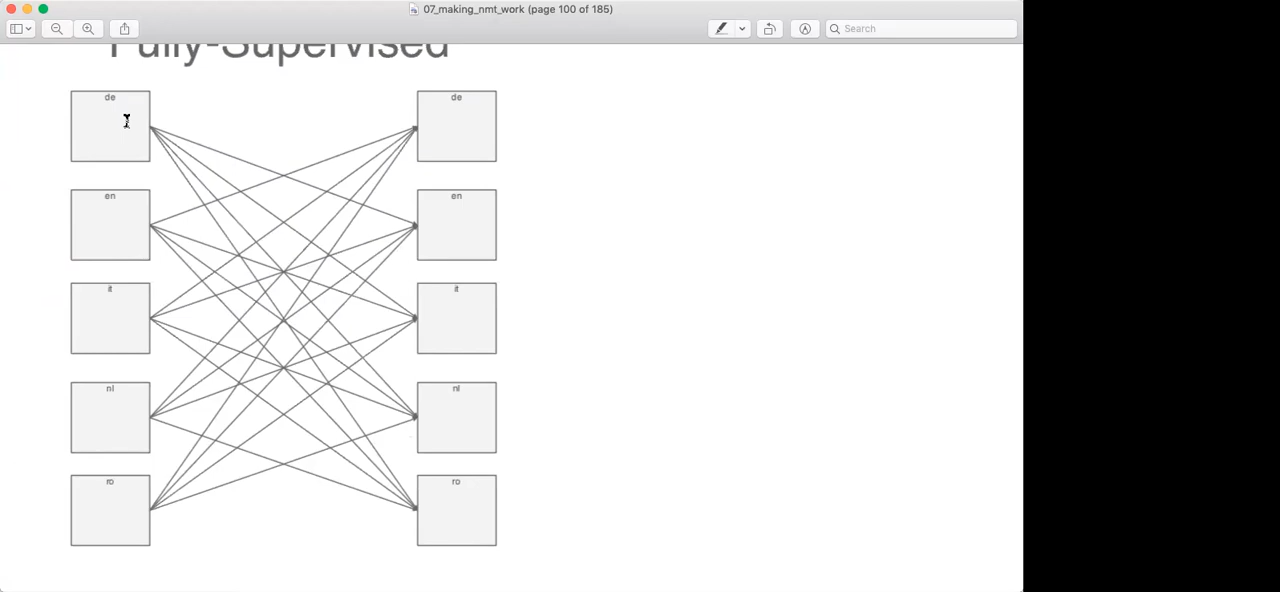 07_making_nmt_work (page 100 of 185)
Search
Fully-Supervised
de
de
en
en
it
it
nl
nl
ro
ro